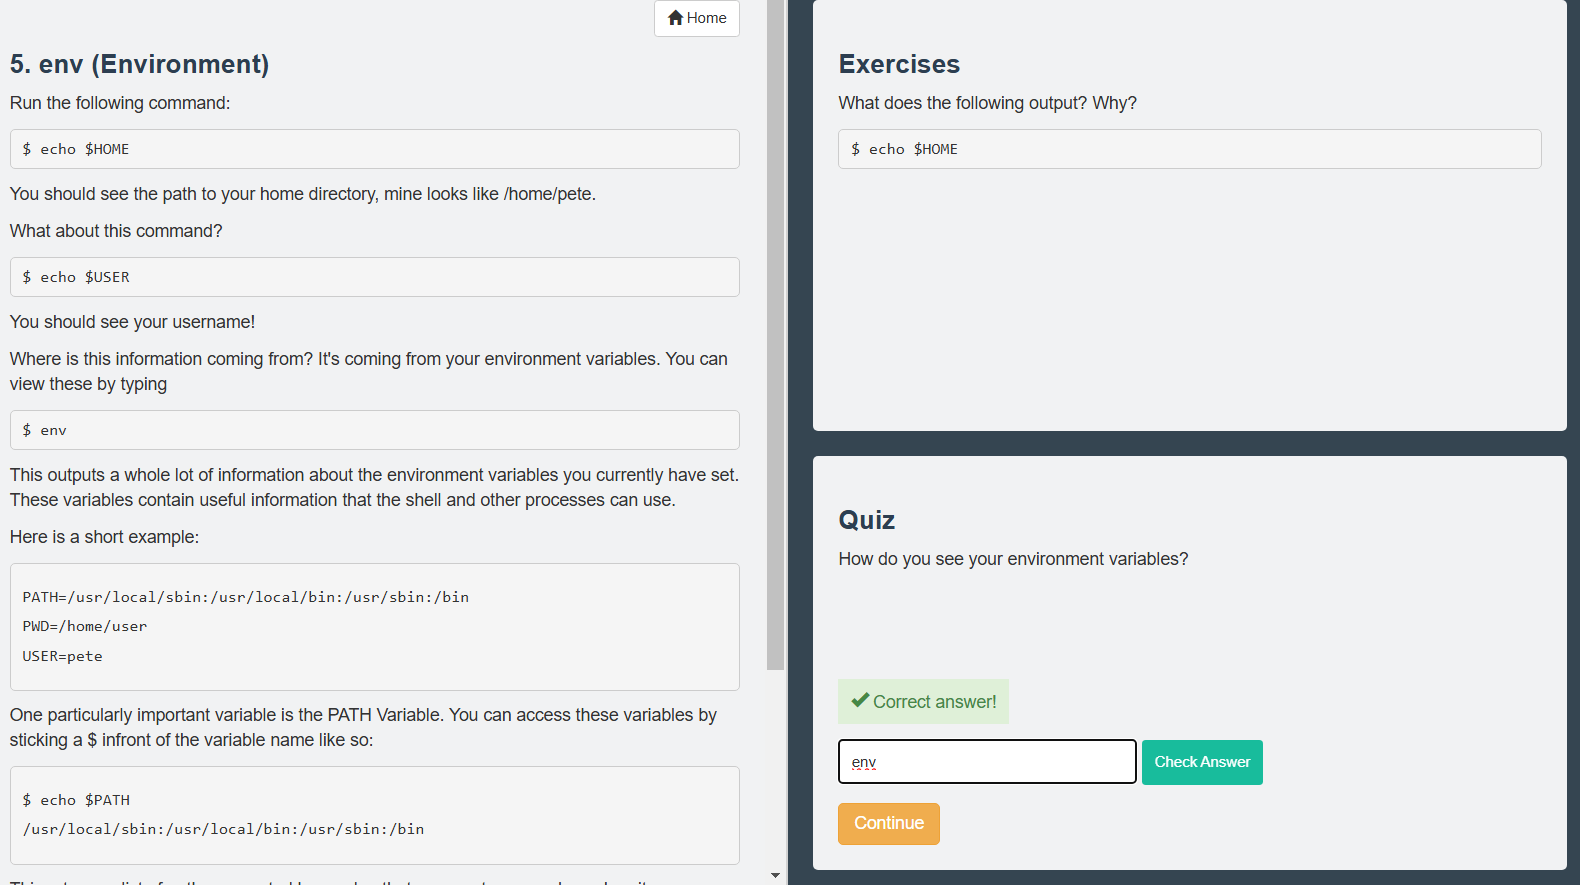 Home
5. env (Environment)
Run the following command:
$ echo $HOME
You should see the path to your home directory, mine looks like /home/pete.
What about this command?
$ echo $USER
You should see your username!
Where is this information coming from? It's coming from your environment variables. You can
view these by typing
$ env
This outputs a whole lot of information about the environment variables you currently have set.
These variables contain useful information that the shell and other processes can use.
Here is a short example:
PATH=/usr/local/sbin:/usr/local/bin:/usr/sbin:/bin
PWD=/home/user
USER=pete
One particularly important variable is the PATH Variable. You can access these variables by
sticking a $ infront of the variable name like so:
$ echo $PATH
/usr/local/sbin:/usr/local/bin:/usr/sbin:/bin
Exercises
What does the following output? Why?
$ echo $HOME
Quiz
How do you see your environment variables?
Correct answer!
env
Check Answer
Continue